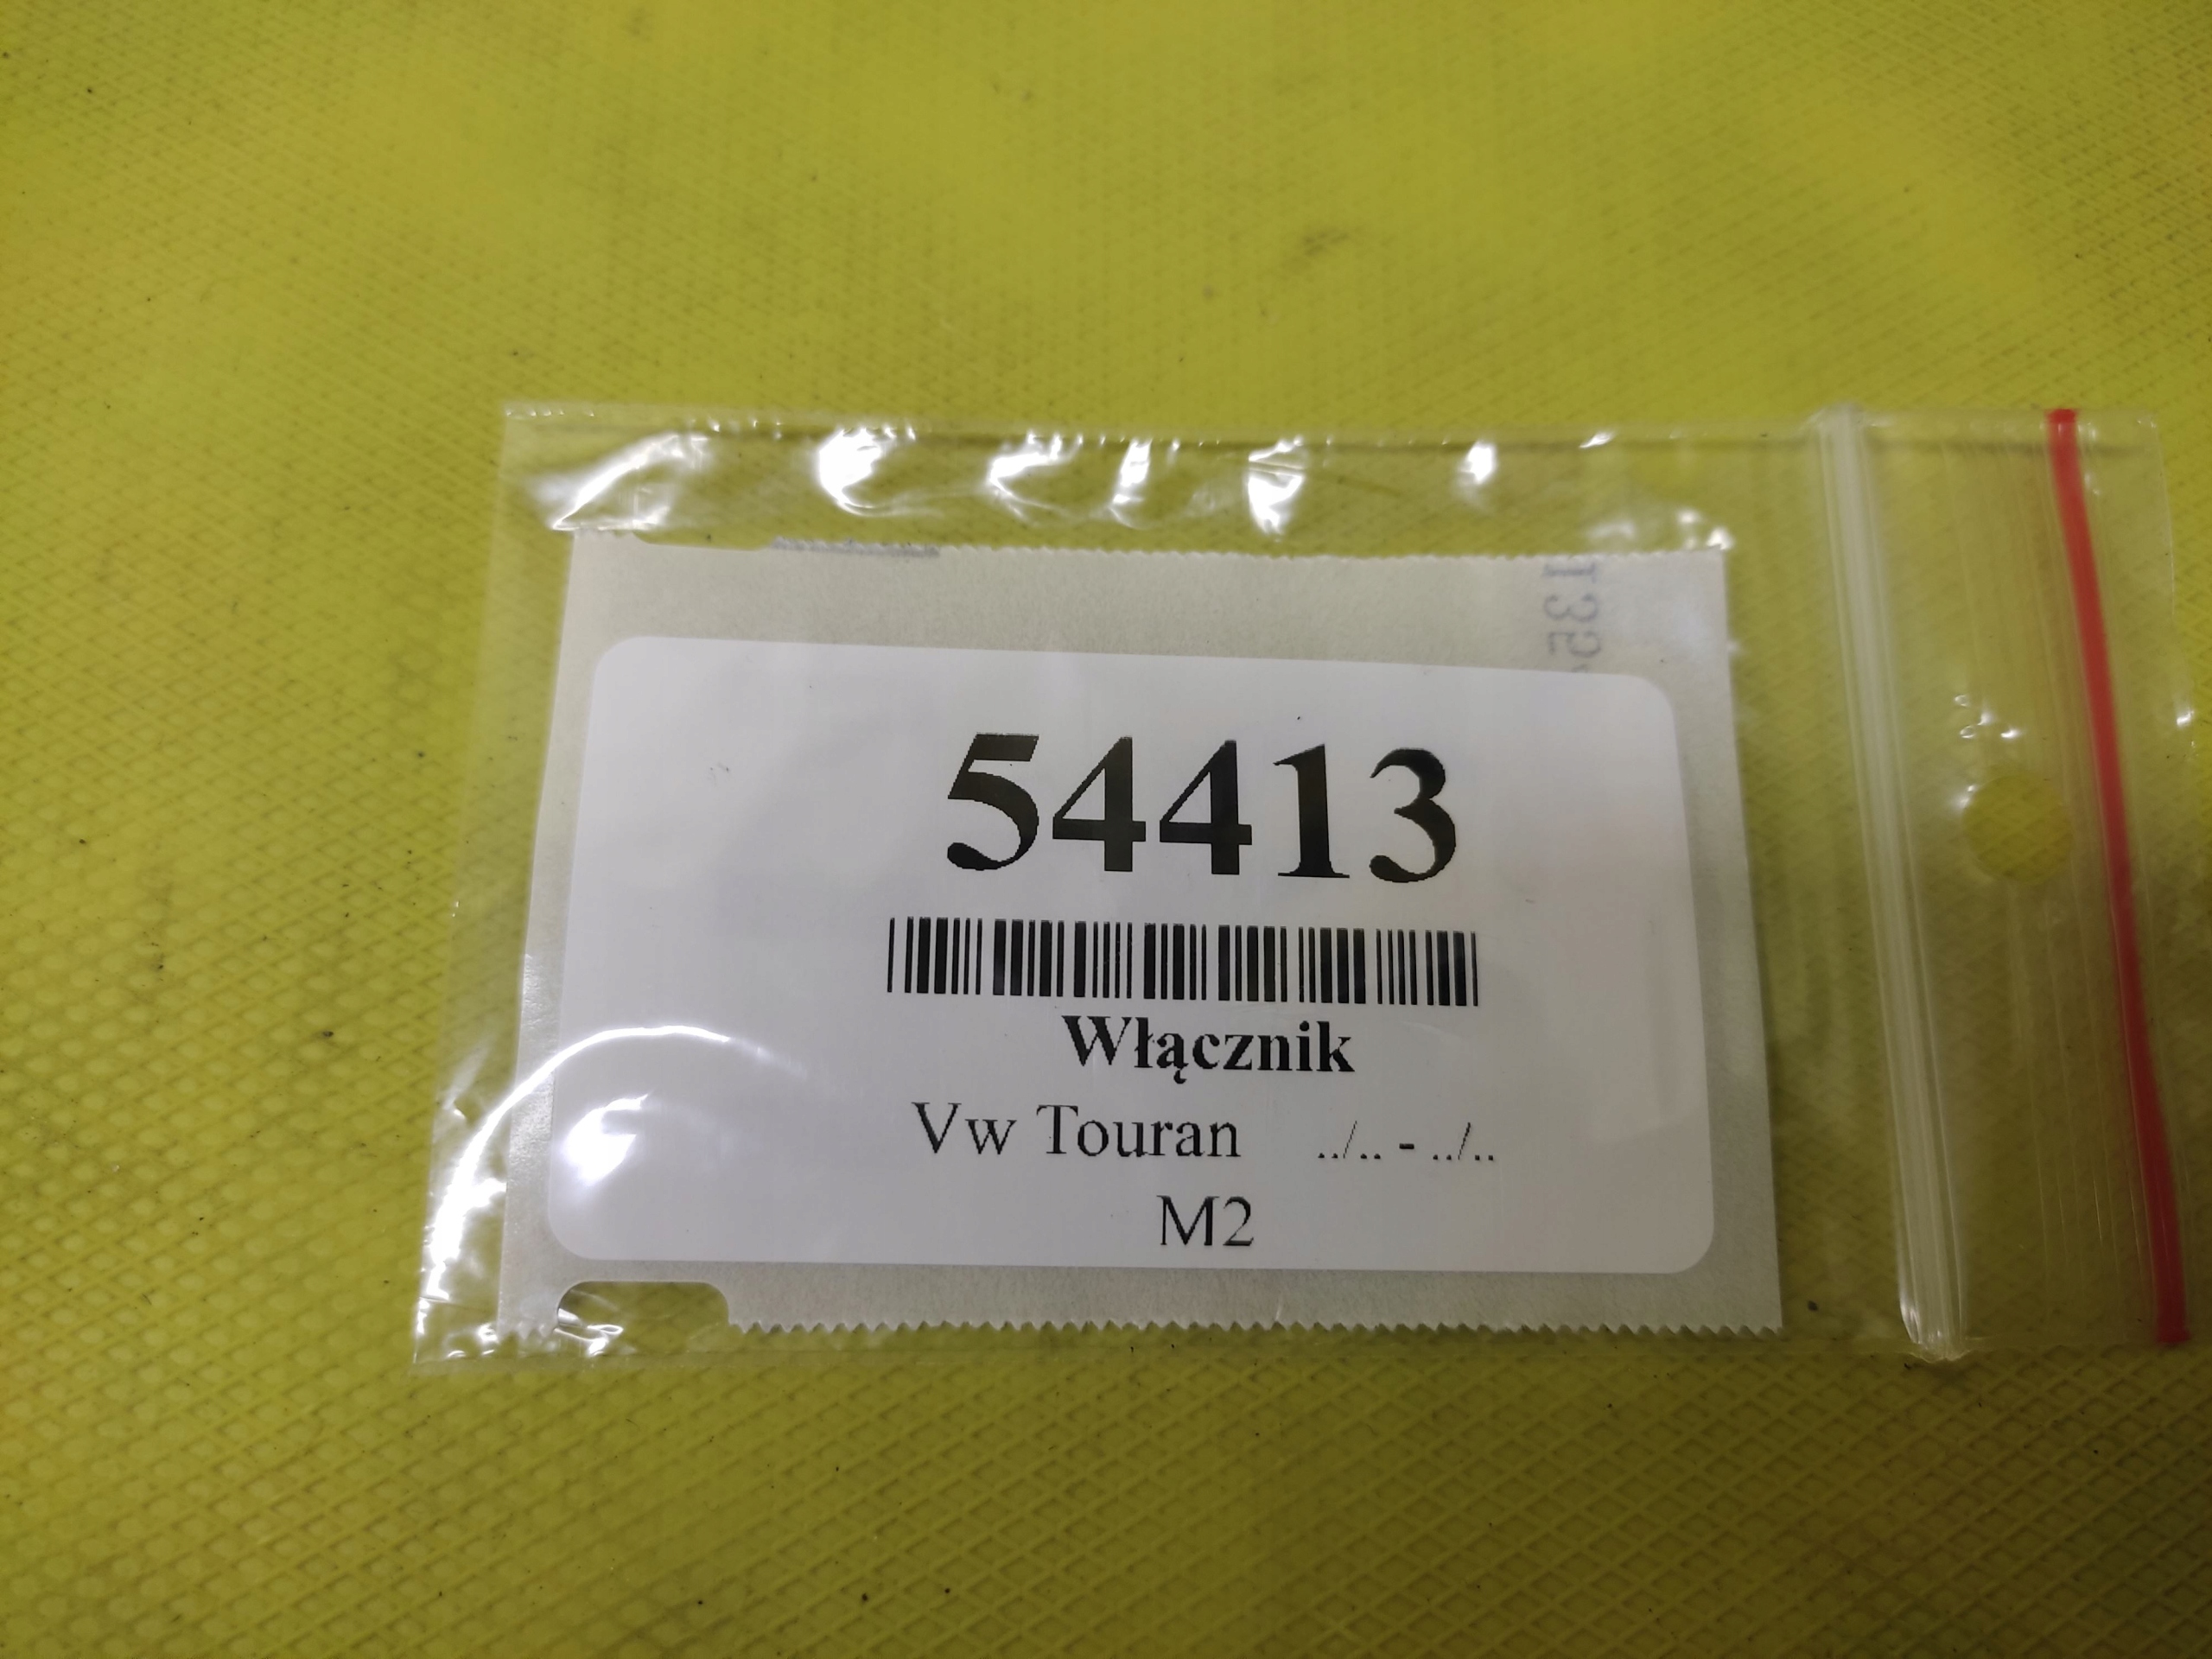 54413
Włącznik
Vw Touran ../.. - ../..
M2